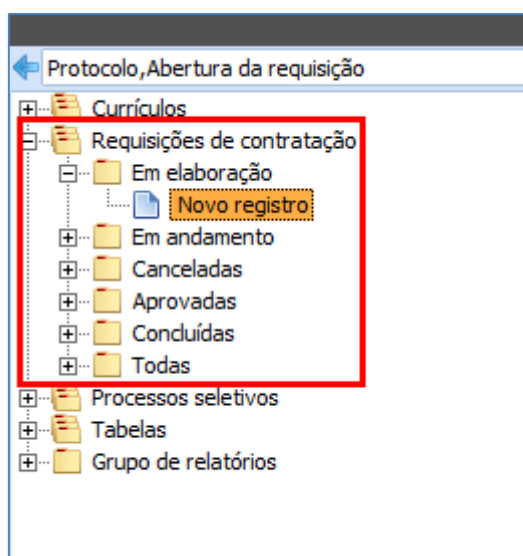 Protocolo,Abertura da requisição
Currículos
Requisições de contratação
Em elaboração
Novo registro
Em andamento
Canceladas
Aprovadas
Concluídas
Todas
Processos seletivos
Tabelas
Grupo de relatórios